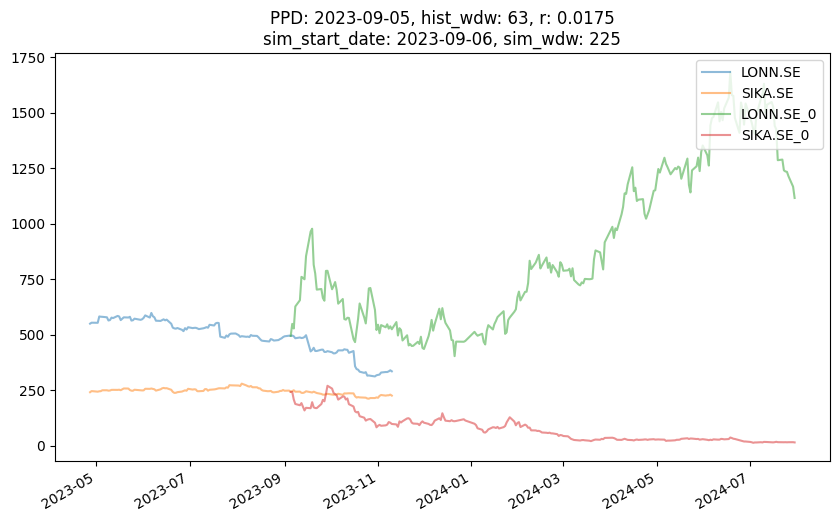 PPD: 2023-09-05, hist_wdw: 63, r: 0.0175
sim_start_date: 2023-09-06, sim_wdw: 225
LONN.SE
SIKA.SE
LONN.SE_0
SIKA.SE_0
1750
1500
1250
1000
750
500
250
0
2023-05
2023-07
2023-09
2023-11
2024-01
2024-03
2024-05
2024-07